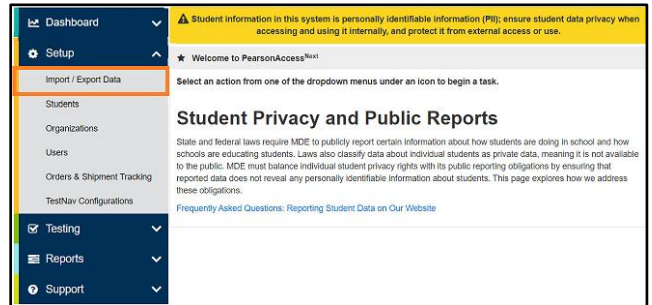 Dashboard
Setup
Import / Export Data
Students
Organizations
Users
Orders & Shipment Tracking
TestNav Configurations
Testing
Reports
Support
Student information in this system is personally identifiable information (PII); ensure student data privacy when
accessing and using it internally, and protect it from external access or use.
Welcome to PearsonAccessNext
Select an action from one of the dropdown menus under an icon to begin a task.
Student Privacy and Public Reports
State and federal laws require MDE to publicly report certain information about how students are doing in school and how
schools are educating students. Laws also classify data about individual students as private data, meaning it is not available
to the public. MDE must balance individual student privacy rights with its public reporting obligations by ensuring that
reported data does not reveal any personally identifiable information about students. This page explores how we address
these obligations.
Frequently Asked Questions: Reporting Student Data on Our Website